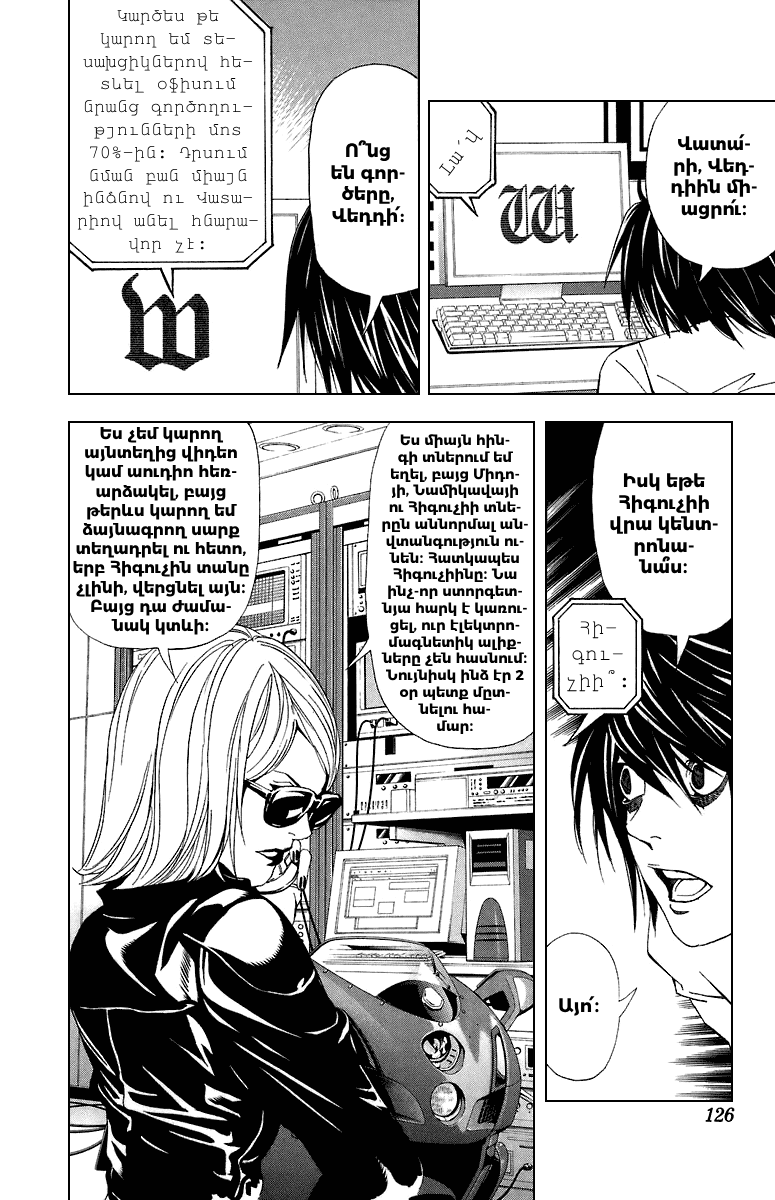 Վատա՛-
րի, Վեդ-
դիին մի-
ացրո՛ւ։
Լա՛վ
W
Ո՞նց
են գոր-
ծերը,
Վեդդի՛։
Կարծես թե
կարող եմ տե-
սախցիկներով հե-
տևել օֆիսում
նրանց գործողու-
թյունների մոտ
70%-ին։ Դրսում
նման բան միայն
ինձնով ու Վատա-
րիով անել հնարա-
վոր չէ։
W
Իսկ եթե
Հիգուչիի
վրա կենտ-
րոնա-
նա՞ս։
Հի-
գու-
չիի՞։
Այո՛։
Ես միայն հին-
գի տներում եմ
եղել, բայց Միդո-
յի, Նամիկավայի
ու Հիգուչիի տնե-
րըն աննորմալ ան-
վտանգություն ու-
նեն։ Հատկապես
Հիգուչիինը։ Նա
ինչ-որ ստորգետ-
նյա հարկ է կառու-
ցել, ուր էլեկտրո-
մագնետիկ ալիք-
ները չեն հասնում։
Նույնիսկ ինձ էր 2
օր պետք մըտ-
նելու հա-
մար։
Ես չեմ կարող
այնտեղից վիդեո
կամ աուդիո հեռ-
արձակել, բայց
թերևս կարող եմ
ձայնագրող սարք
տեղադրել ու հետո,
երբ Հիգուչին տանը
չլինի, վերցնել այն։
Բայց դա ժամա-
նակ կտևի։
126